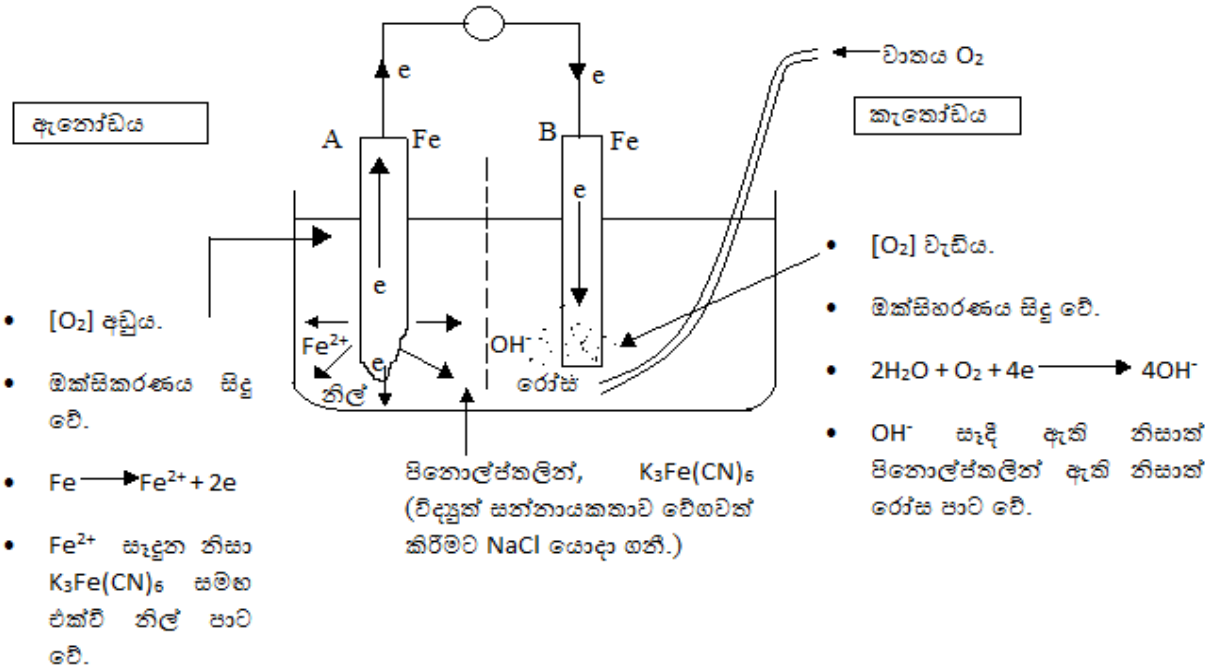 e
e
වාතය O₂
ඇනෝඩය
කැතෝඩය
A
Fe
B
Fe
e
e
e
Fe²⁺
නිල්
OH⁻
රෝස
• [O₂] අඩුය.
• ඔක්සිකරණය සිදු
වේ.
• Fe → Fe²⁺ + 2e
• Fe²⁺ සෑදුන නිසා
K₃Fe(CN)₆ සමඟ
එක්වී නිල් පාට
වේ.
පිනොල්ප්තලින්, K₃Fe(CN)₆
(විද්‍යුත් සන්නායකතාව වේගවත්
කිරීමට NaCl යොදා ගනී.)
• [O₂] වැඩිය.
• ඔක්සිහරණය සිදු වේ.
• 2H₂O + O₂ + 4e → 4OH⁻
• OH⁻ සෑදී ඇති නිසාත්
පිනොල්ප්තලින් ඇති නිසාත්
රෝස පාට වේ.